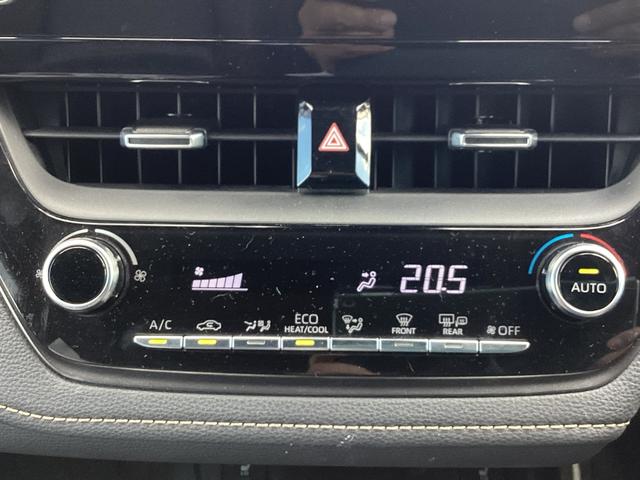 20.5
AUTO
A/C
ECO
HEAT/COOL
FRONT
REAR
OFF